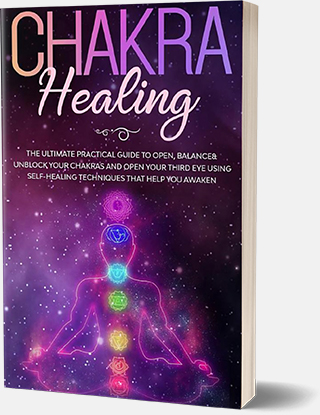 CHAKRA
Healing
THE ULTIMATE PRACTICAL GUIDE TO OPEN, BALANCE&
UNBLOCK YOUR CHAKRAS AND OPEN YOUR THIRD EYE USING
SELF-HEALING TECHNIQUES THAT HELP YOU AWAKEN